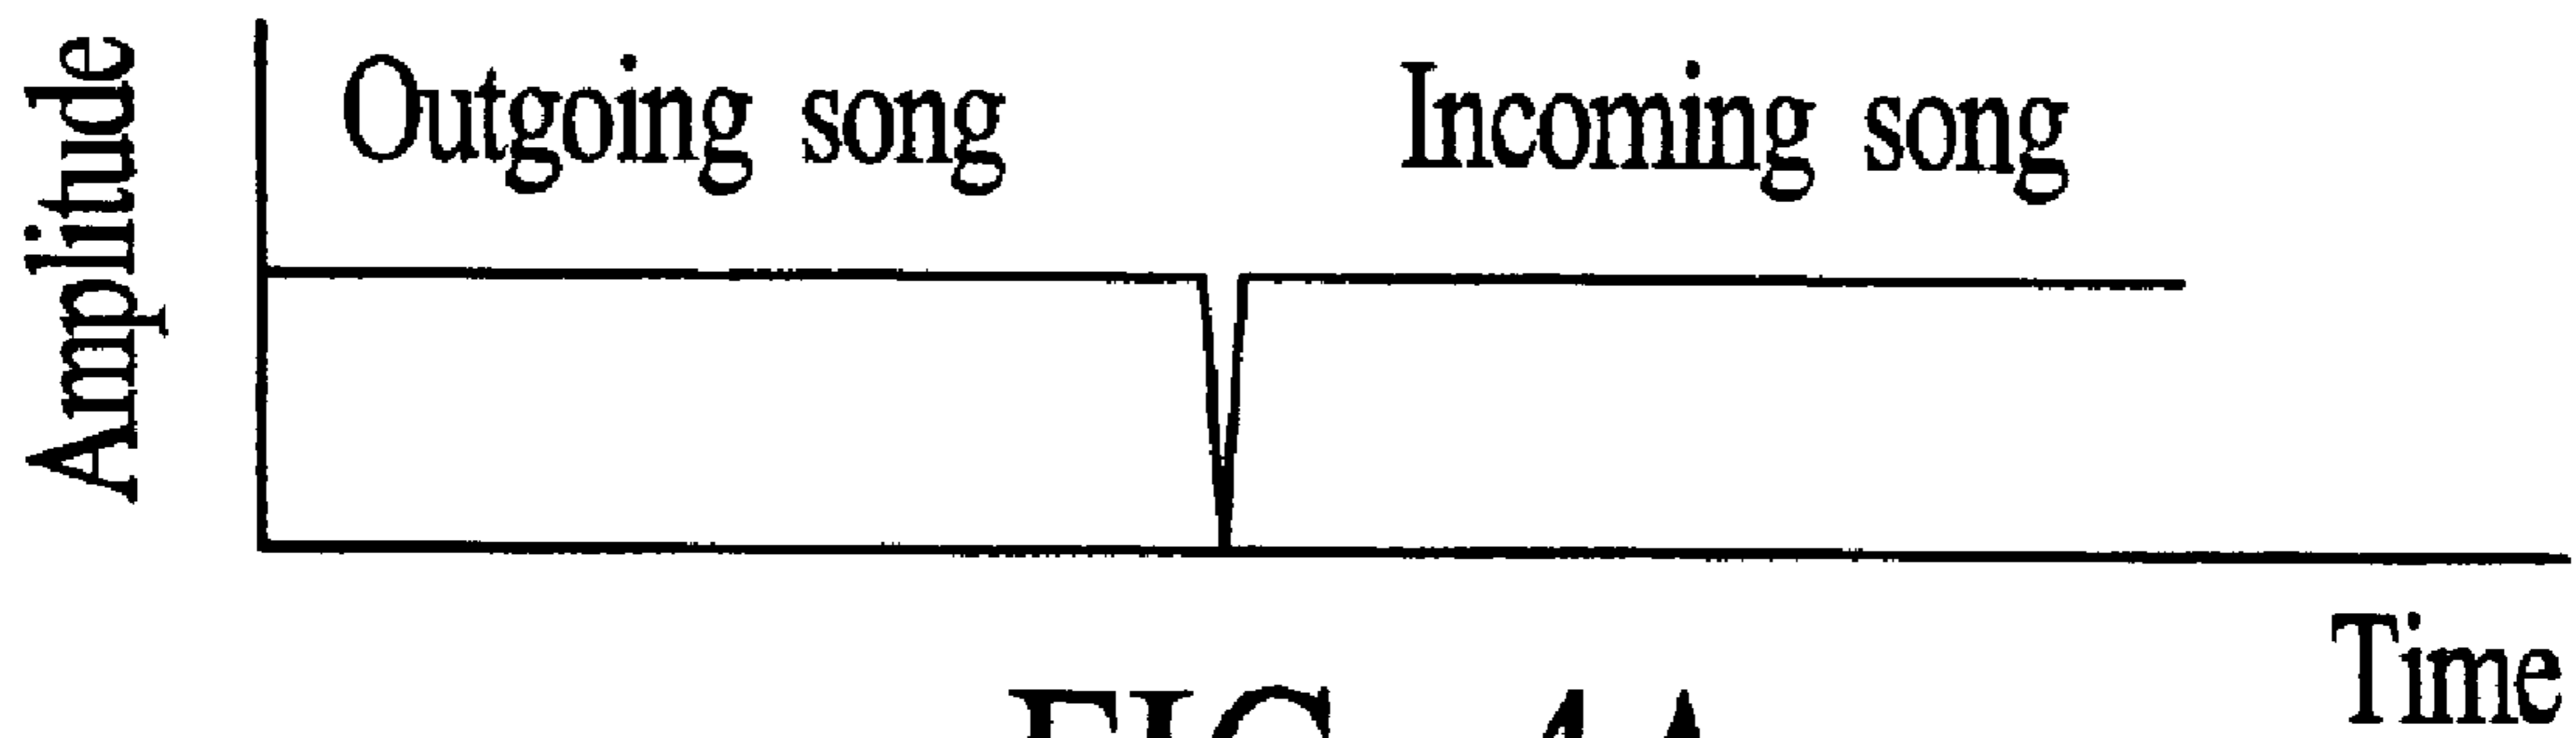 Amplitude
Outgoing song
Incoming song
Time